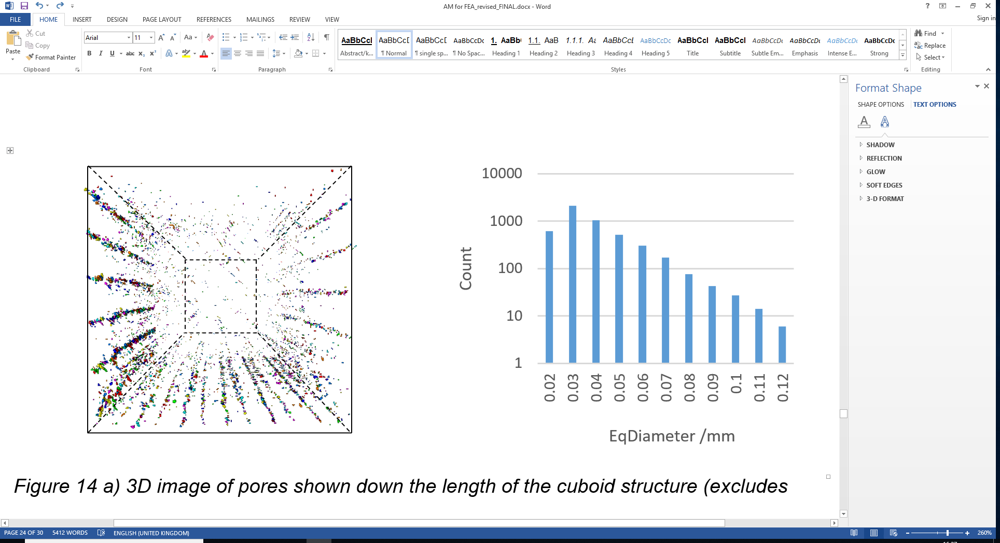 AM for FEA_revised_FINAL.docx - Word
?
Sign in
FILE HOME INSERT DESIGN PAGE LAYOUT REFERENCES MAILINGS REVIEW VIEW
Paste
Cut
Copy
Format Painter
Clipboard
Arial 11
Aa
B I U abc x₂ x²
Font
Paragraph
AaBbCcI AaBbCcD AaBbCcD AaBbCcDc 1. AaBb 1.1. AaB 1.1.1. Aa AaBbCcL AaBbCcDc AaBbCcI AaBbCcI AaBbCcDc AaBbCcDc AaBbCcDc AaBbCcDc
Abstract/k... ¶ Normal ¶ single sp... ¶ No Spac... Heading 1 Heading 2 Heading 3 Heading 4 Heading 5 Title Subtitle Subtle Em... Emphasis Intense E... Strong
Styles
Find
Replace
Select
Editing
Format Shape
SHAPE OPTIONS TEXT OPTIONS
SHADOW
REFLECTION
GLOW
SOFT EDGES
3-D FORMAT
10000
1000
100
10
1
Count
0.02 0.03 0.04 0.05 0.06 0.07 0.08 0.09 0.1 0.11 0.12
EqDiameter /mm
Figure 14 a) 3D image of pores shown down the length of the cuboid structure (excludes
PAGE 24 OF 30 5412 WORDS ENGLISH (UNITED KINGDOM) 260%